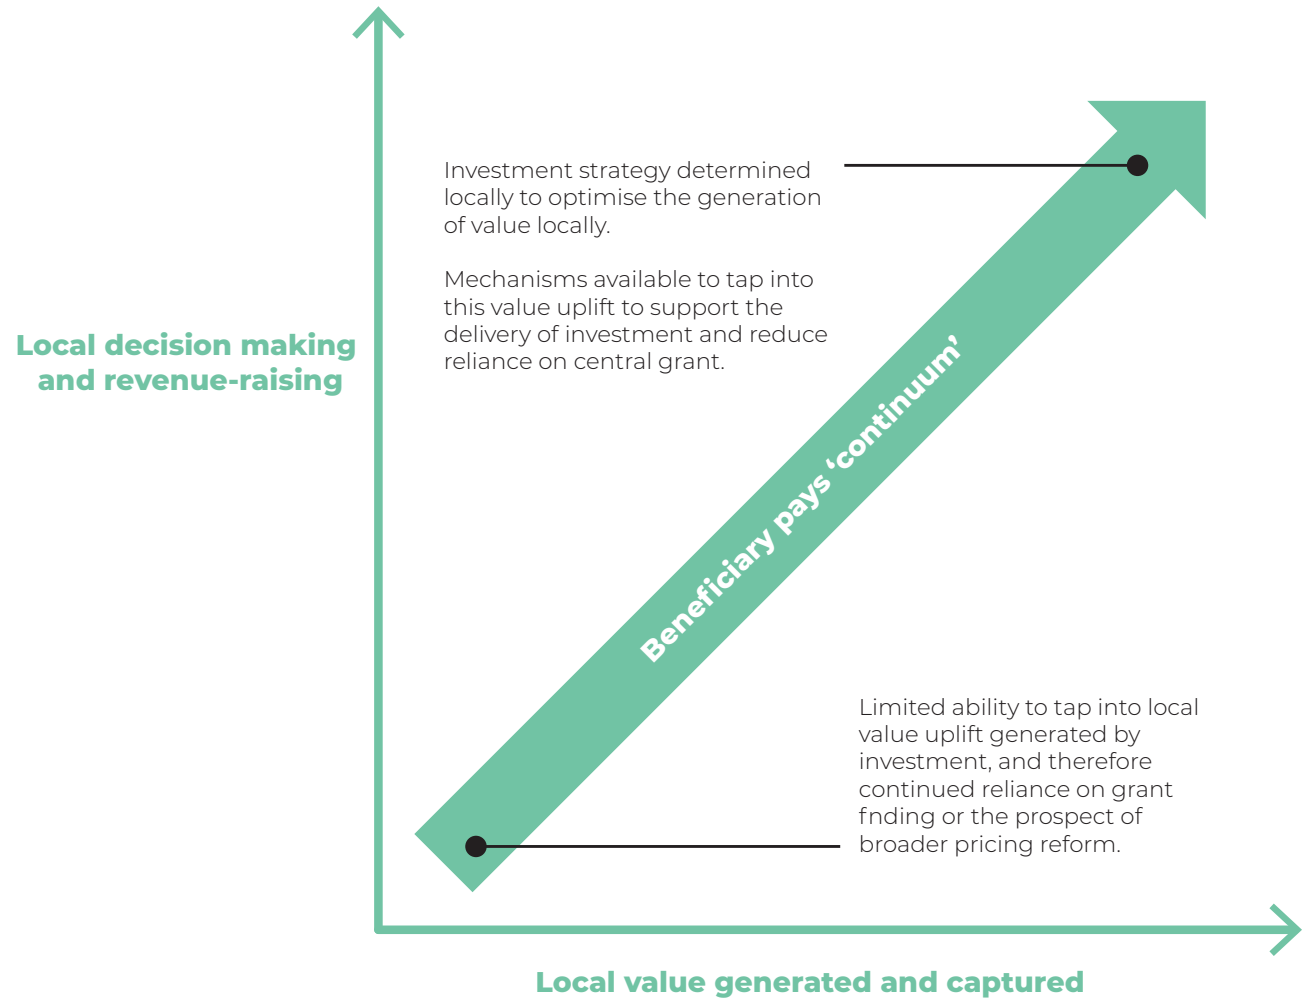 Investment strategy determined
locally to optimise the generation
of value locally.
Mechanisms available to tap into
this value uplift to support the
delivery of investment and reduce
reliance on central grant.
Local decision making
and revenue-raising
Beneficiary pays ‘continuum’
Limited ability to tap into local
value uplift generated by
investment, and therefore
continued reliance on grant
fnding or the prospect of
broader pricing reform.
Local value generated and captured